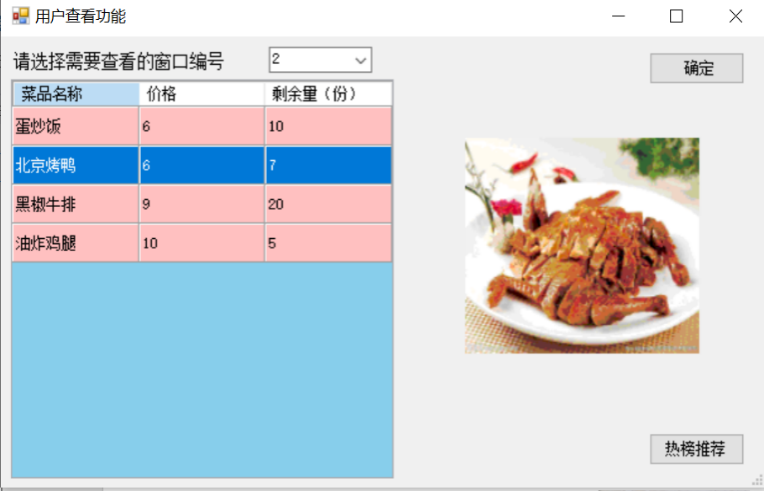 用户查看功能
请选择需要查看的窗口编号 2
确定
菜品名称 价格 剩余量（份）
蛋炒饭 6 10
北京烤鸭 6 7
黑椒牛排 9 20
油炸鸡腿 10 5
热榜推荐